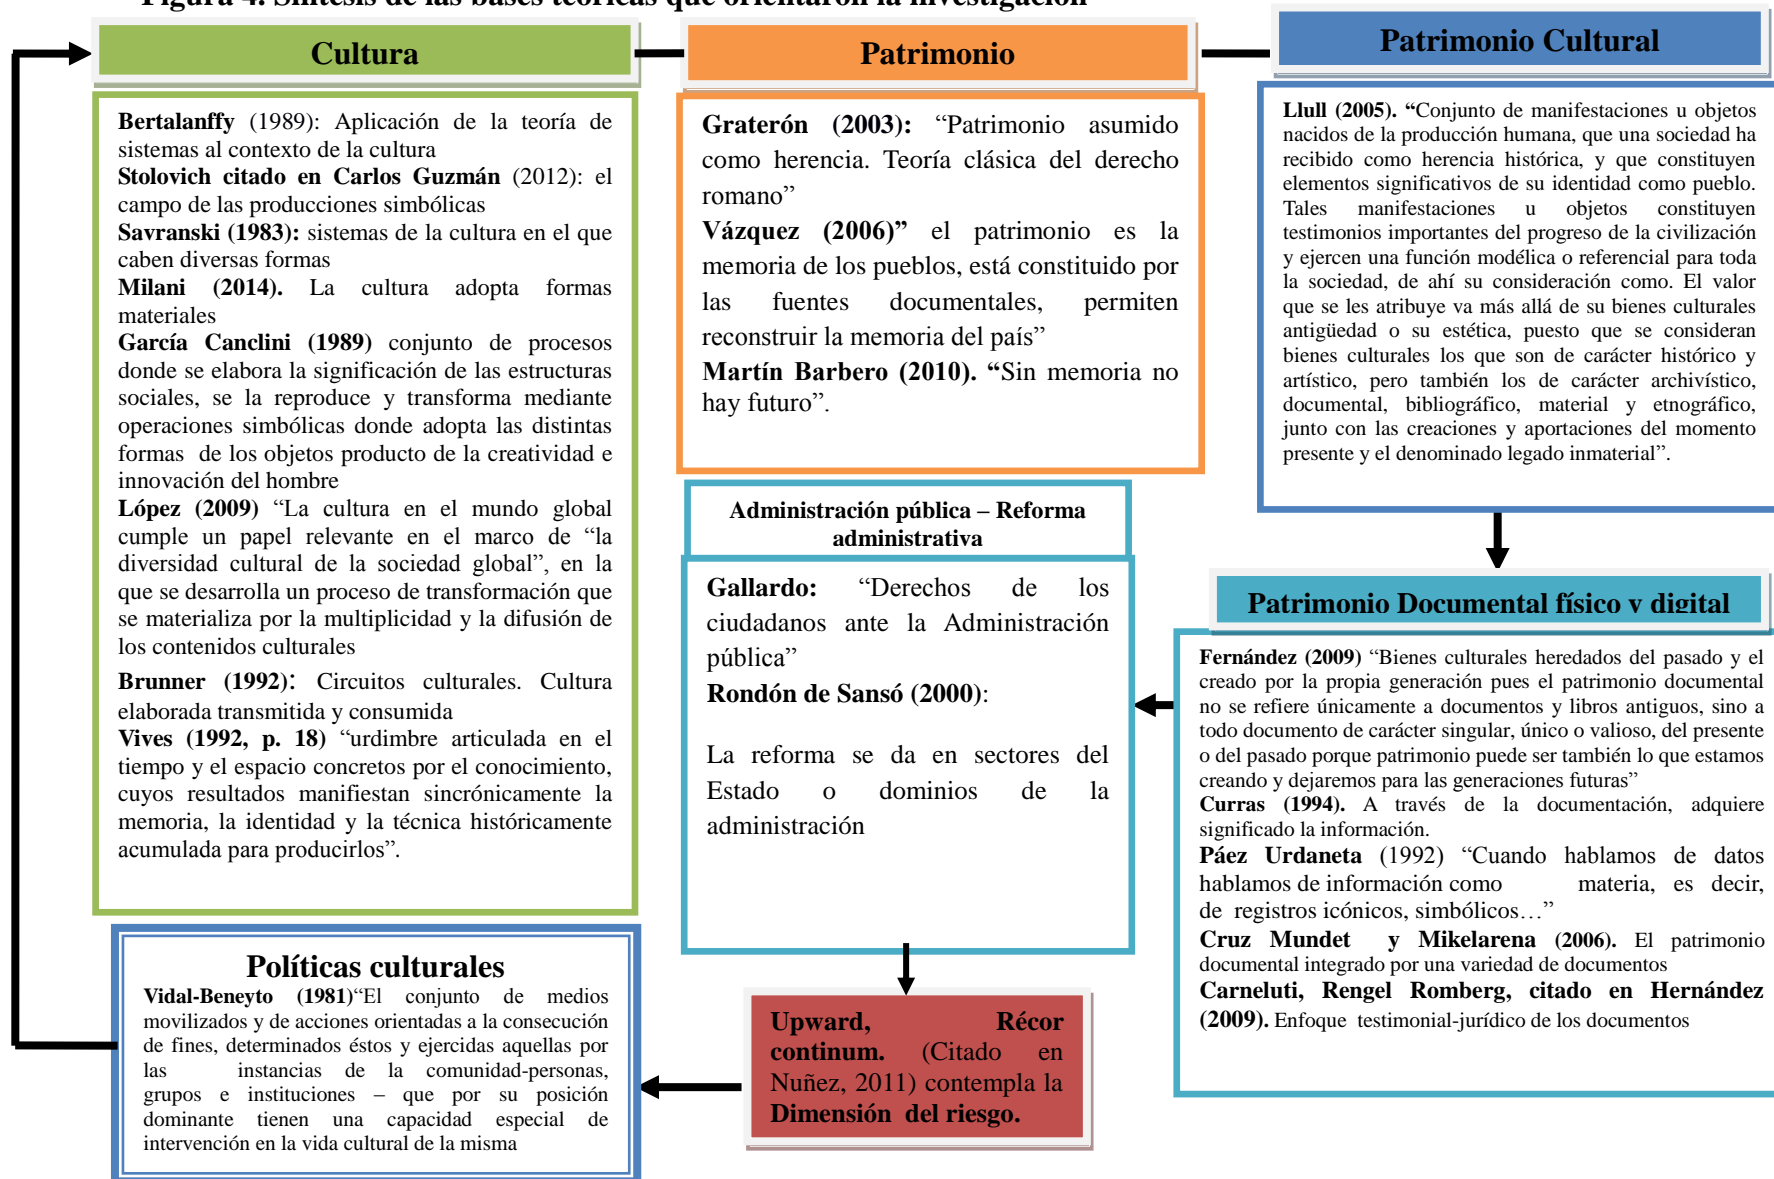 Figura 4. Síntesis de las bases teóricas que orientaron la investigación
Cultura
Bertalanffy (1989): Aplicación de la teoría de
sistemas al contexto de la cultura
Stolovich citado en Carlos Guzmán (2012): el
campo de las producciones simbólicas
Savranski (1983): sistemas de la cultura en el que
caben diversas formas
Milani (2014). La cultura adopta formas
materiales
García Canclini (1989) conjunto de procesos
donde se elabora la significación de las estructuras
sociales, se la reproduce y transforma mediante
operaciones simbólicas donde adopta las distintas
formas de los objetos producto de la creatividad e
innovación del hombre
López (2009) “La cultura en el mundo global
cumple un papel relevante en el marco de “la
diversidad cultural de la sociedad global”, en la
que se desarrolla un proceso de transformación que
se materializa por la multiplicidad y la difusión de
los contenidos culturales
Brunner (1992): Circuitos culturales. Cultura
elaborada transmitida y consumida
Vives (1992, p. 18) “urdimbre articulada en el
tiempo y el espacio concretos por el conocimiento,
cuyos resultados manifiestan sincrónicamente la
memoria, la identidad y la técnica históricamente
acumulada para producirlos”.
Patrimonio
Graterón (2003): “Patrimonio asumido
como herencia. Teoría clásica del derecho
romano”
Vázquez (2006)” el patrimonio es la
memoria de los pueblos, está constituido por
las fuentes documentales, permiten
reconstruir la memoria del país”
Martín Barbero (2010). “Sin memoria no
hay futuro”.
Patrimonio Cultural
Llull (2005). “Conjunto de manifestaciones u objetos
nacidos de la producción humana, que una sociedad ha
recibido como herencia histórica, y que constituyen
elementos significativos de su identidad como pueblo.
Tales manifestaciones u objetos constituyen
testimonios importantes del progreso de la civilización
y ejercen una función modélica o referencial para toda
la sociedad, de ahí su consideración como. El valor
que se les atribuye va más allá de su bienes culturales
antigüedad o su estética, puesto que se consideran
bienes culturales los que son de carácter histórico y
artístico, pero también los de carácter archivístico,
documental, bibliográfico, material y etnográfico,
junto con las creaciones y aportaciones del momento
presente y el denominado legado inmaterial”.
Administración pública – Reforma
administrativa
Gallardo: “Derechos de los
ciudadanos ante la Administración
pública”
Rondón de Sansó (2000):
La reforma se da en sectores del
Estado o dominios de la
administración
Patrimonio Documental físico y digital
Fernández (2009) “Bienes culturales heredados del pasado y el
creado por la propia generación pues el patrimonio documental
no se refiere únicamente a documentos y libros antiguos, sino a
todo documento de carácter singular, único o valioso, del presente
o del pasado porque patrimonio puede ser también lo que estamos
creando y dejaremos para las generaciones futuras”
Curras (1994). A través de la documentación, adquiere
significado la información.
Páez Urdaneta (1992) “Cuando hablamos de datos
hablamos de información como materia, es decir,
de registros icónicos, simbólicos…”
Cruz Mundet y Mikelarena (2006). El patrimonio
documental integrado por una variedad de documentos
Carneluti, Rengel Romberg, citado en Hernández
(2009). Enfoque testimonial-jurídico de los documentos
Políticas culturales
Vidal-Beneyto (1981)“El conjunto de medios
movilizados y de acciones orientadas a la consecución
de fines, determinados éstos y ejercidas aquellas por
las instancias de la comunidad-personas,
grupos e instituciones – que por su posición
dominante tienen una capacidad especial de
intervención en la vida cultural de la misma
Upward, Récor
continum. (Citado en
Nuñez, 2011) contempla la
Dimensión del riesgo.